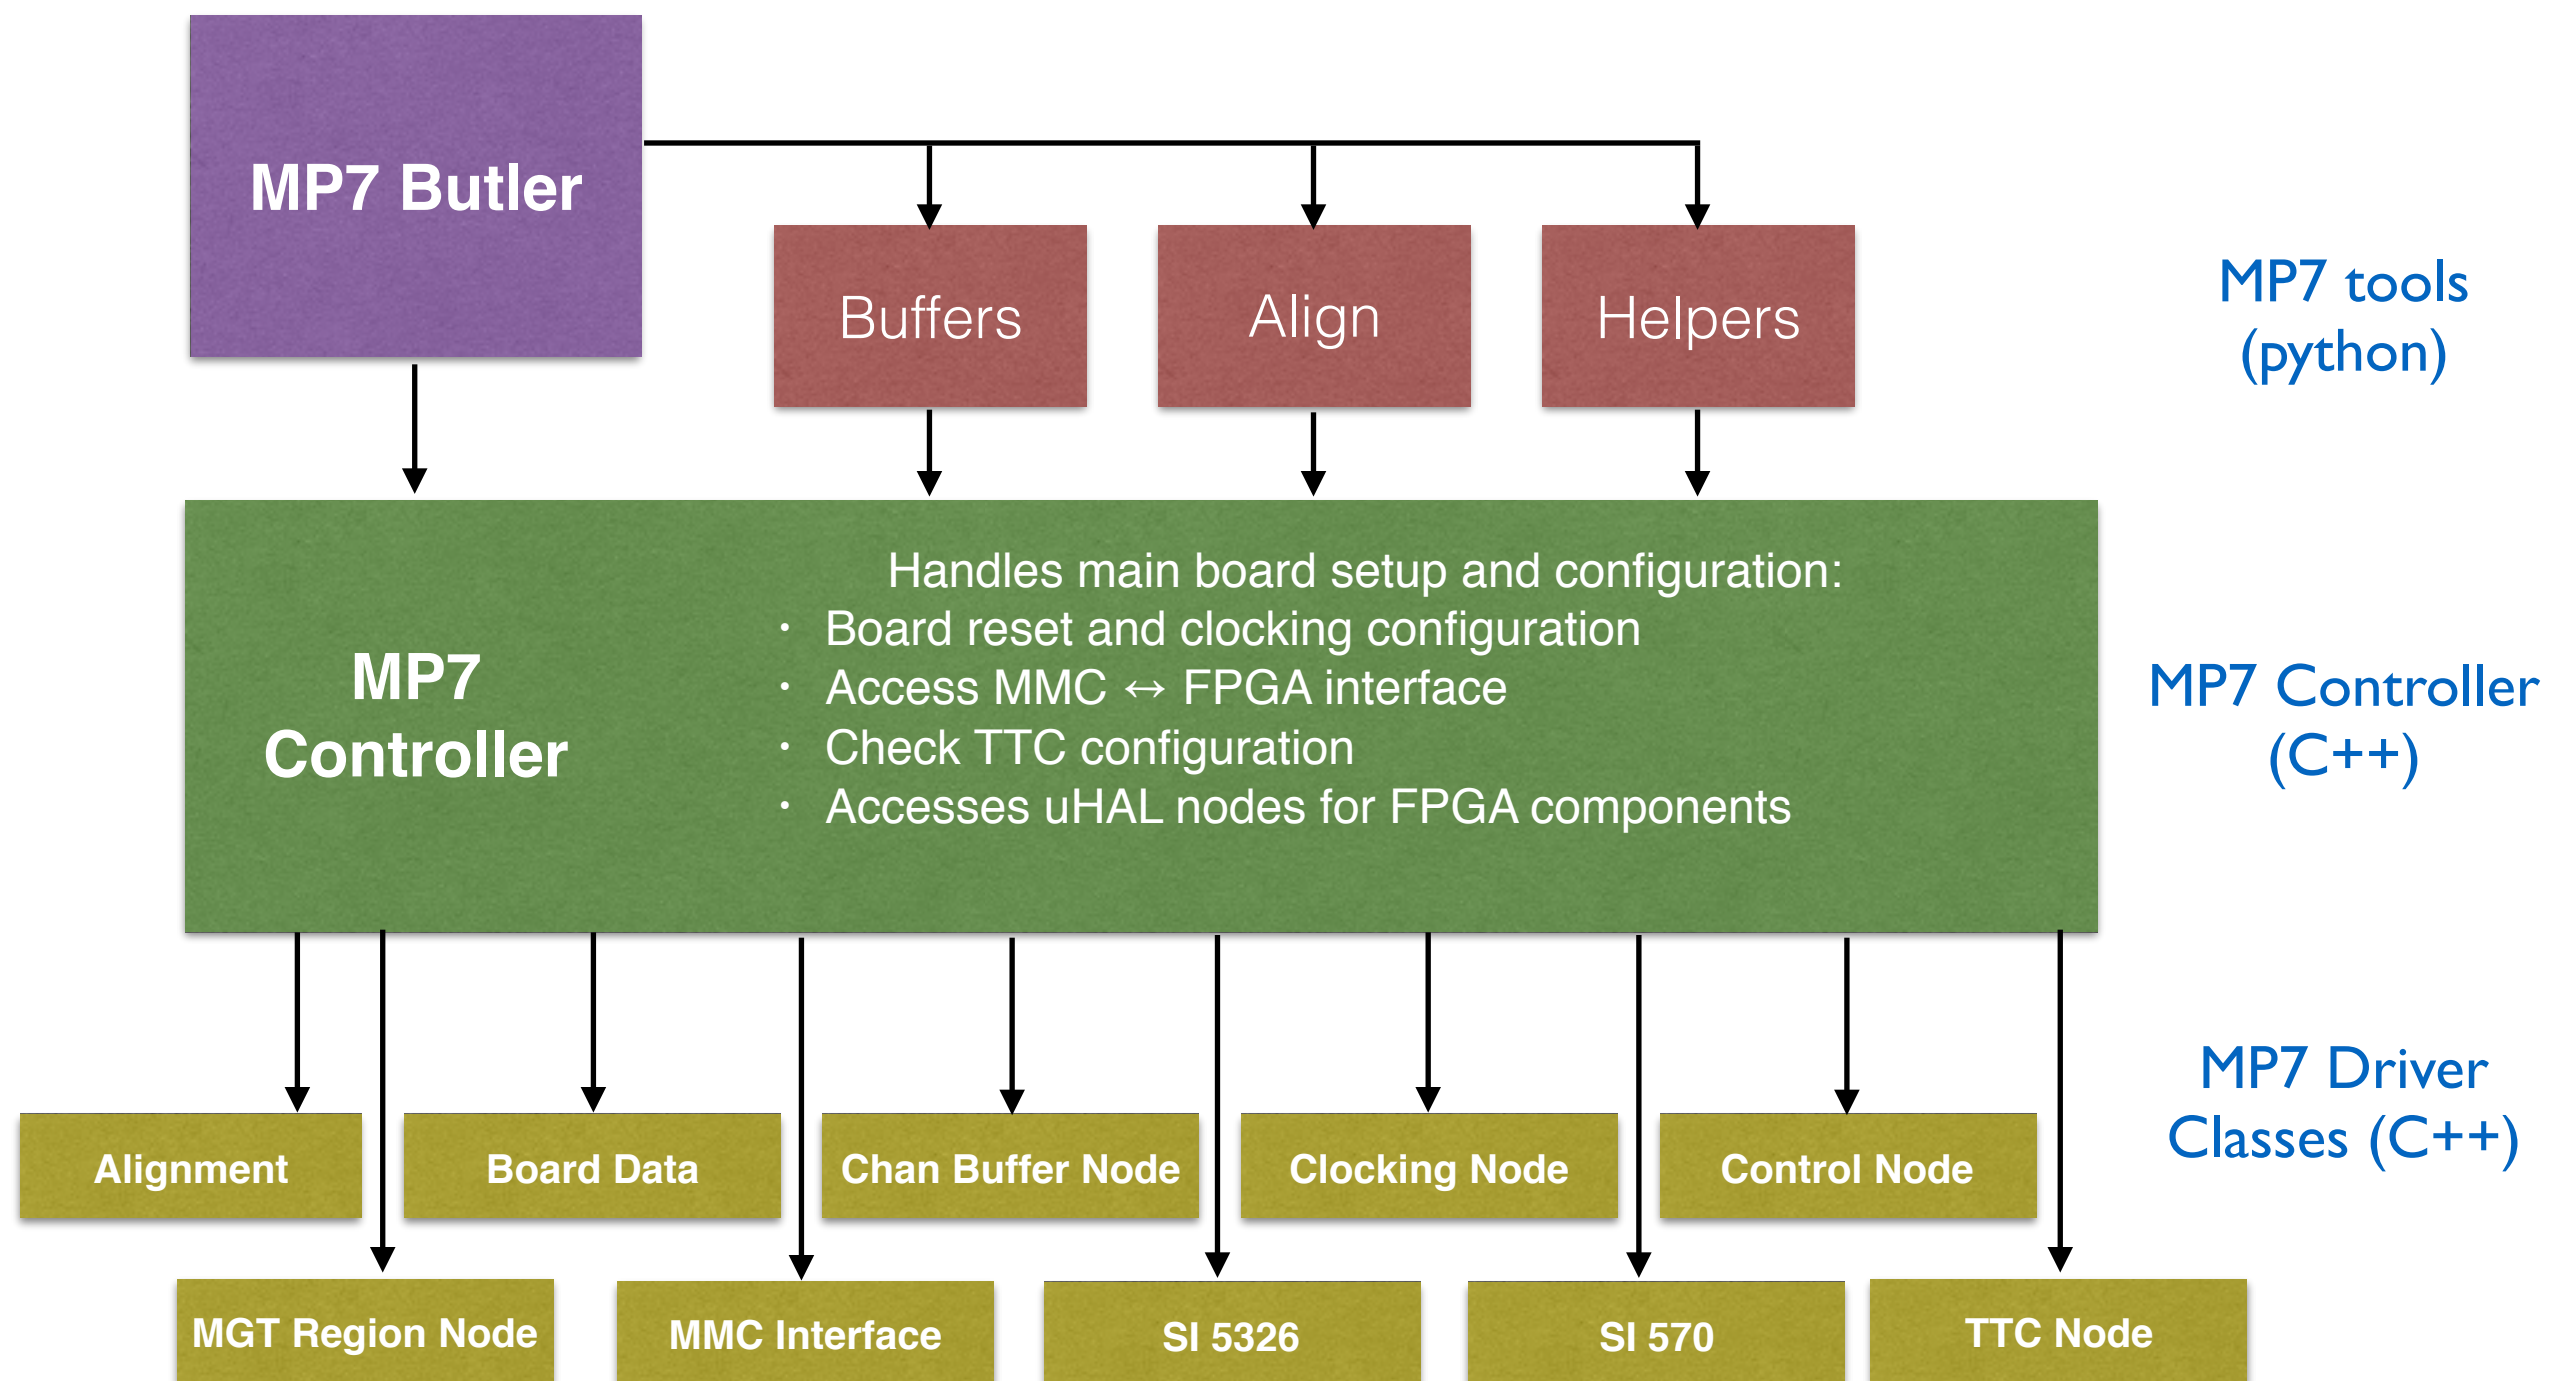 MP7 Butler
Buffers
Align
Helpers
MP7 tools
(python)
MP7
Controller
Handles main board setup and configuration:
· Board reset and clocking configuration
· Access MMC ↔ FPGA interface
· Check TTC configuration
· Accesses uHAL nodes for FPGA components
MP7 Controller
(C++)
MP7 Driver
Classes (C++)
Alignment
Board Data
Chan Buffer Node
Clocking Node
Control Node
MGT Region Node
MMC Interface
SI 5326
SI 570
TTC Node